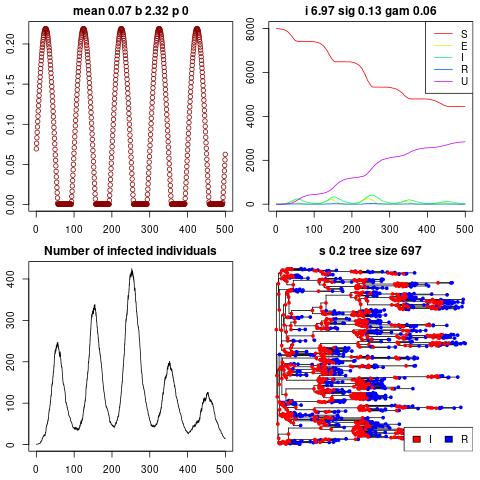 mean 0.07 b 2.32 p 0
0.00 0.05 0.10 0.15 0.20
0 100 200 300 400 500
i 6.97 sig 0.13 gam 0.06
0 2000 4000 6000 8000
0 100 200 300 400 500
S
E
I
R
U
Number of infected individuals
0 100 200 300 400
0 100 200 300 400 500
s 0.2 tree size 697
I R